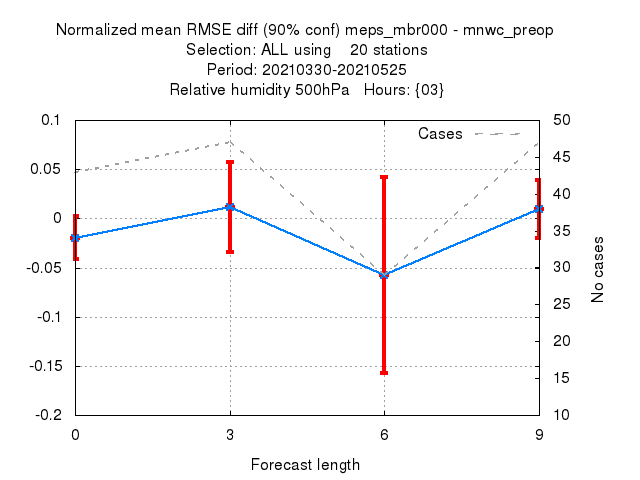 Normalized mean RMSE diff (90% conf) meps_mbr000 - mnwc_preop
Selection: ALL using    20 stations
Period: 20210330-20210525
Relative humidity 500hPa   Hours: {03}
Cases
0.1
0.05
0
-0.05
-0.1
-0.15
-0.2
50
45
40
35
30
25
20
15
10
No cases
0
3
6
9
Forecast length